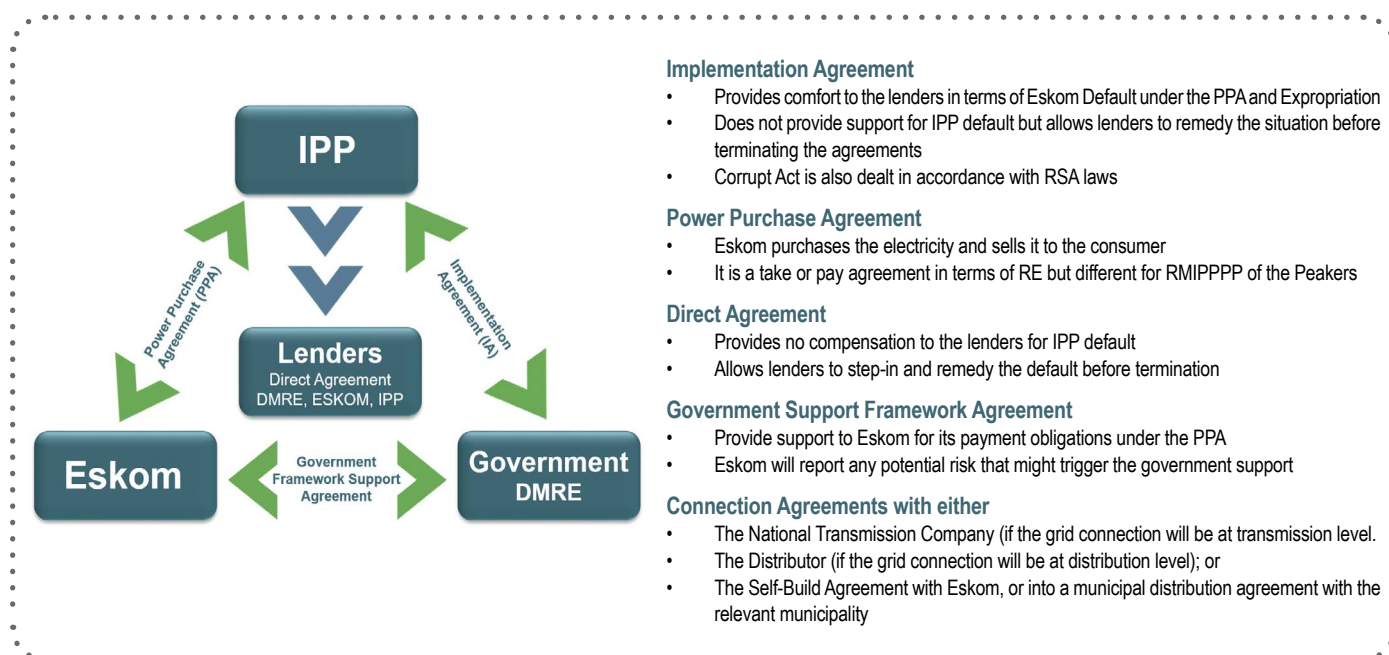 IPP
Power Purchase
Agreement (PPA)
Implementation
Agreement (IA)
Lenders
Direct Agreement
DMRE, ESKOM, IPP
Eskom
Government
Framework Support
Agreement
Government
DMRE
Implementation Agreement
• Provides comfort to the lenders in terms of Eskom Default under the PPA and Expropriation
• Does not provide support for IPP default but allows lenders to remedy the situation before
terminating the agreements
• Corrupt Act is also dealt in accordance with RSA laws
Power Purchase Agreement
• Eskom purchases the electricity and sells it to the consumer
• It is a take or pay agreement in terms of RE but different for RMIPPPP of the Peakers
Direct Agreement
• Provides no compensation to the lenders for IPP default
• Allows lenders to step-in and remedy the default before termination
Government Support Framework Agreement
• Provide support to Eskom for its payment obligations under the PPA
• Eskom will report any potential risk that might trigger the government support
Connection Agreements with either
• The National Transmission Company (if the grid connection will be at transmission level.
• The Distributor (if the grid connection will be at distribution level); or
• The Self-Build Agreement with Eskom, or into a municipal distribution agreement with the
relevant municipality